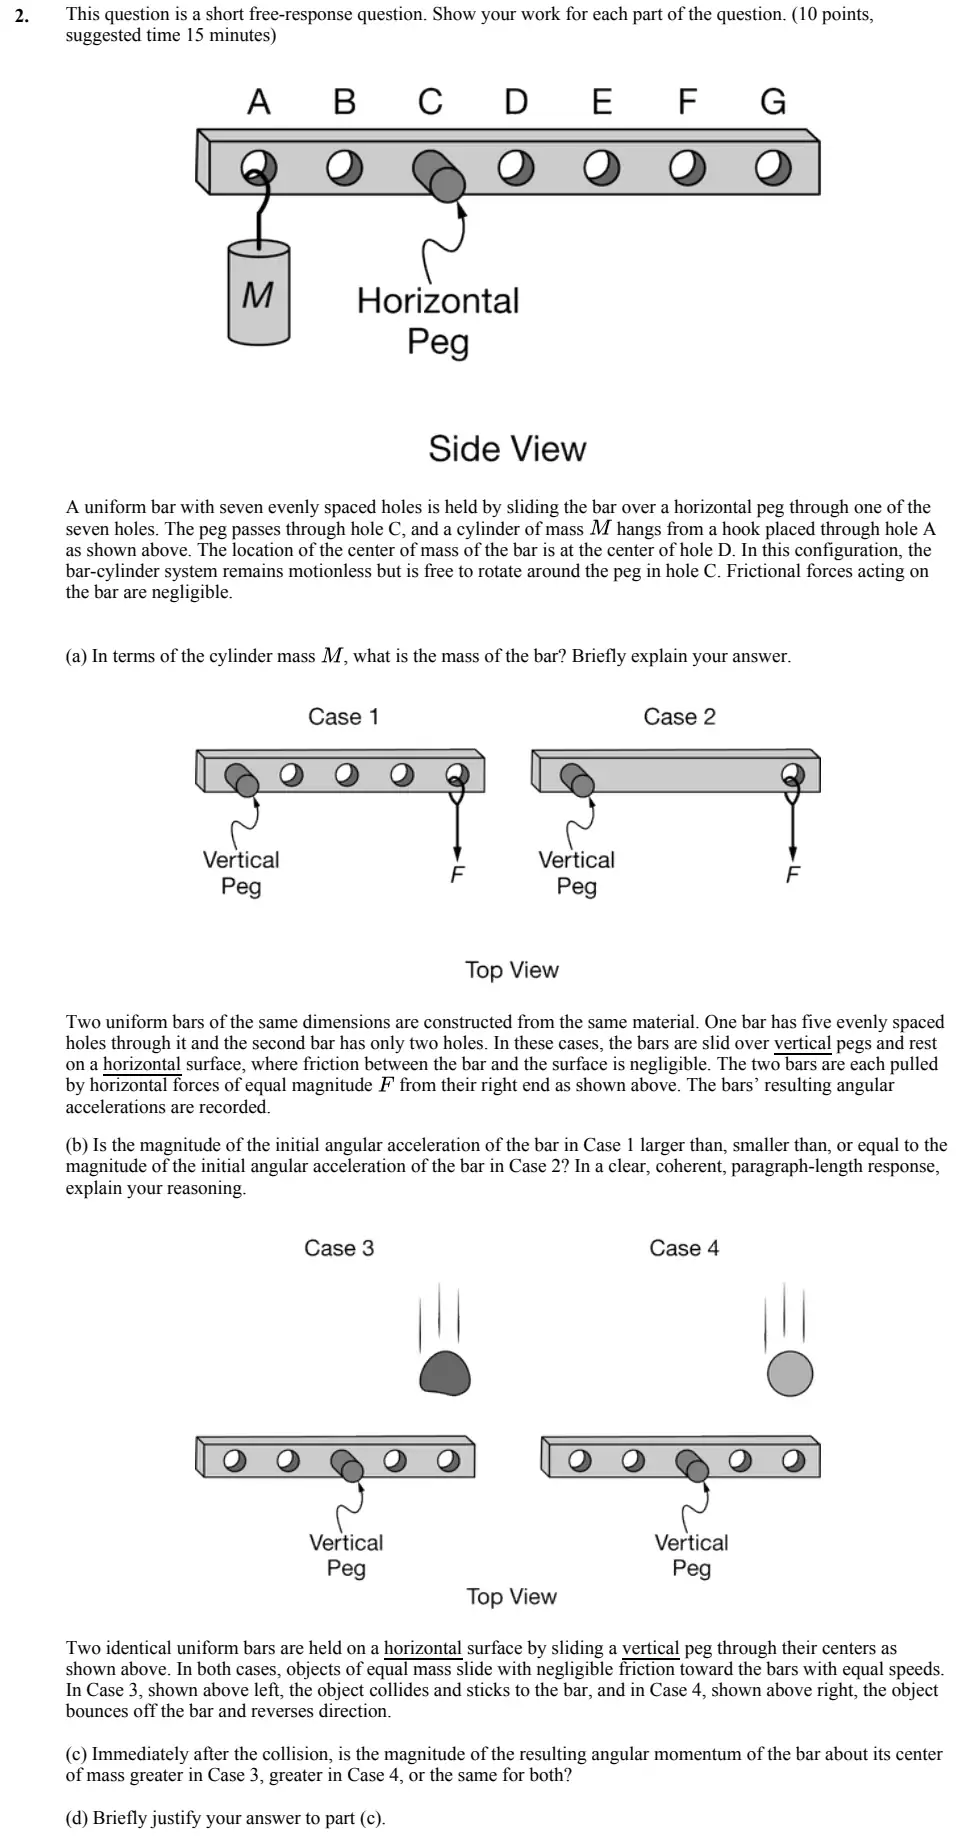 2. This question is a short free-response question. Show your work for each part of the question. (10 points,
suggested time 15 minutes)
A B C D E F G
M
Horizontal
Peg
Side View
A uniform bar with seven evenly spaced holes is held by sliding the bar over a horizontal peg through one of the
seven holes. The peg passes through hole C, and a cylinder of mass M hangs from a hook placed through hole A
as shown above. The location of the center of mass of the bar is at the center of hole D. In this configuration, the
bar-cylinder system remains motionless but is free to rotate around the peg in hole C. Frictional forces acting on
the bar are negligible.
(a) In terms of the cylinder mass M, what is the mass of the bar? Briefly explain your answer.
Case 1 Case 2
Vertical
Peg
F
Vertical
Peg
F
Top View
Two uniform bars of the same dimensions are constructed from the same material. One bar has five evenly spaced
holes through it and the second bar has only two holes. In these cases, the bars are slid over vertical pegs and rest
on a horizontal surface, where friction between the bar and the surface is negligible. The two bars are each pulled
by horizontal forces of equal magnitude F from their right end as shown above. The bars' resulting angular
accelerations are recorded.
(b) Is the magnitude of the initial angular acceleration of the bar in Case 1 larger than, smaller than, or equal to the
magnitude of the initial angular acceleration of the bar in Case 2? In a clear, coherent, paragraph-length response,
explain your reasoning.
Case 3 Case 4
Vertical
Peg
Vertical
Peg
Top View
Two identical uniform bars are held on a horizontal surface by sliding a vertical peg through their centers as
shown above. In both cases, objects of equal mass slide with negligible friction toward the bars with equal speeds.
In Case 3, shown above left, the object collides and sticks to the bar, and in Case 4, shown above right, the object
bounces off the bar and reverses direction.
(c) Immediately after the collision, is the magnitude of the resulting angular momentum of the bar about its center
of mass greater in Case 3, greater in Case 4, or the same for both?
(d) Briefly justify your answer to part (c).